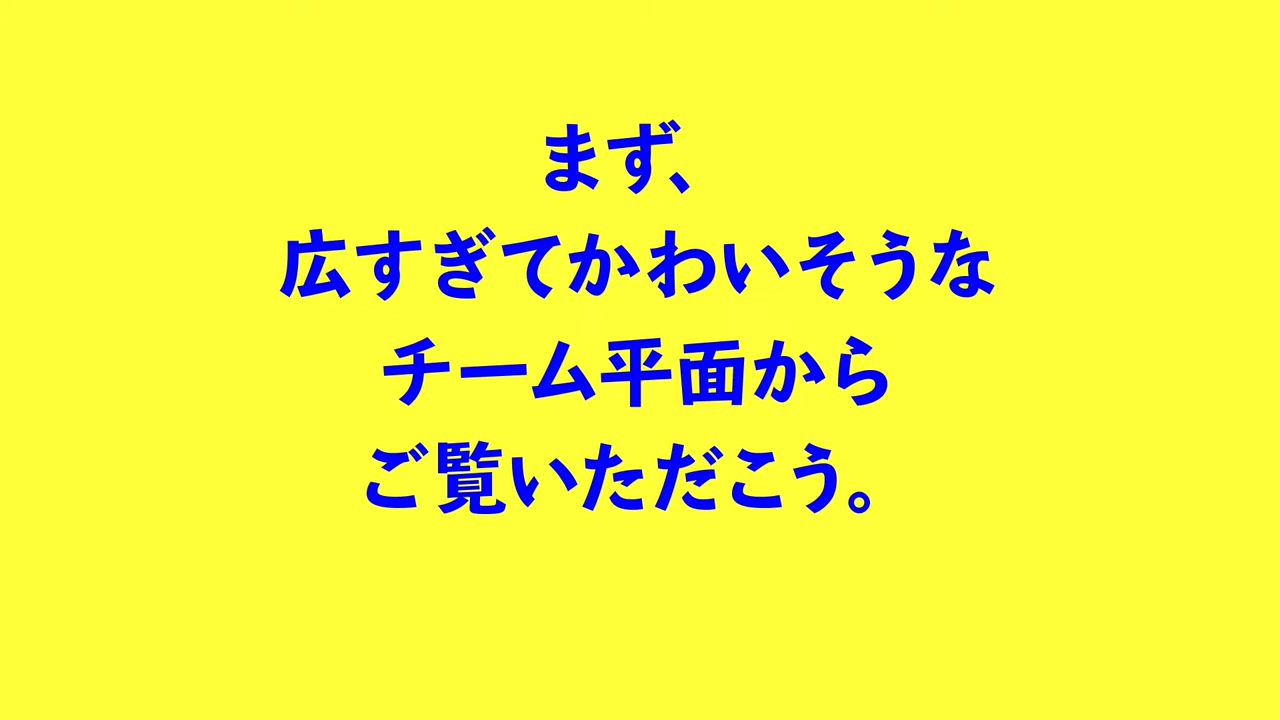 まず、
広すぎてかわいそうな
チーム平面から
ご覧いただこう。